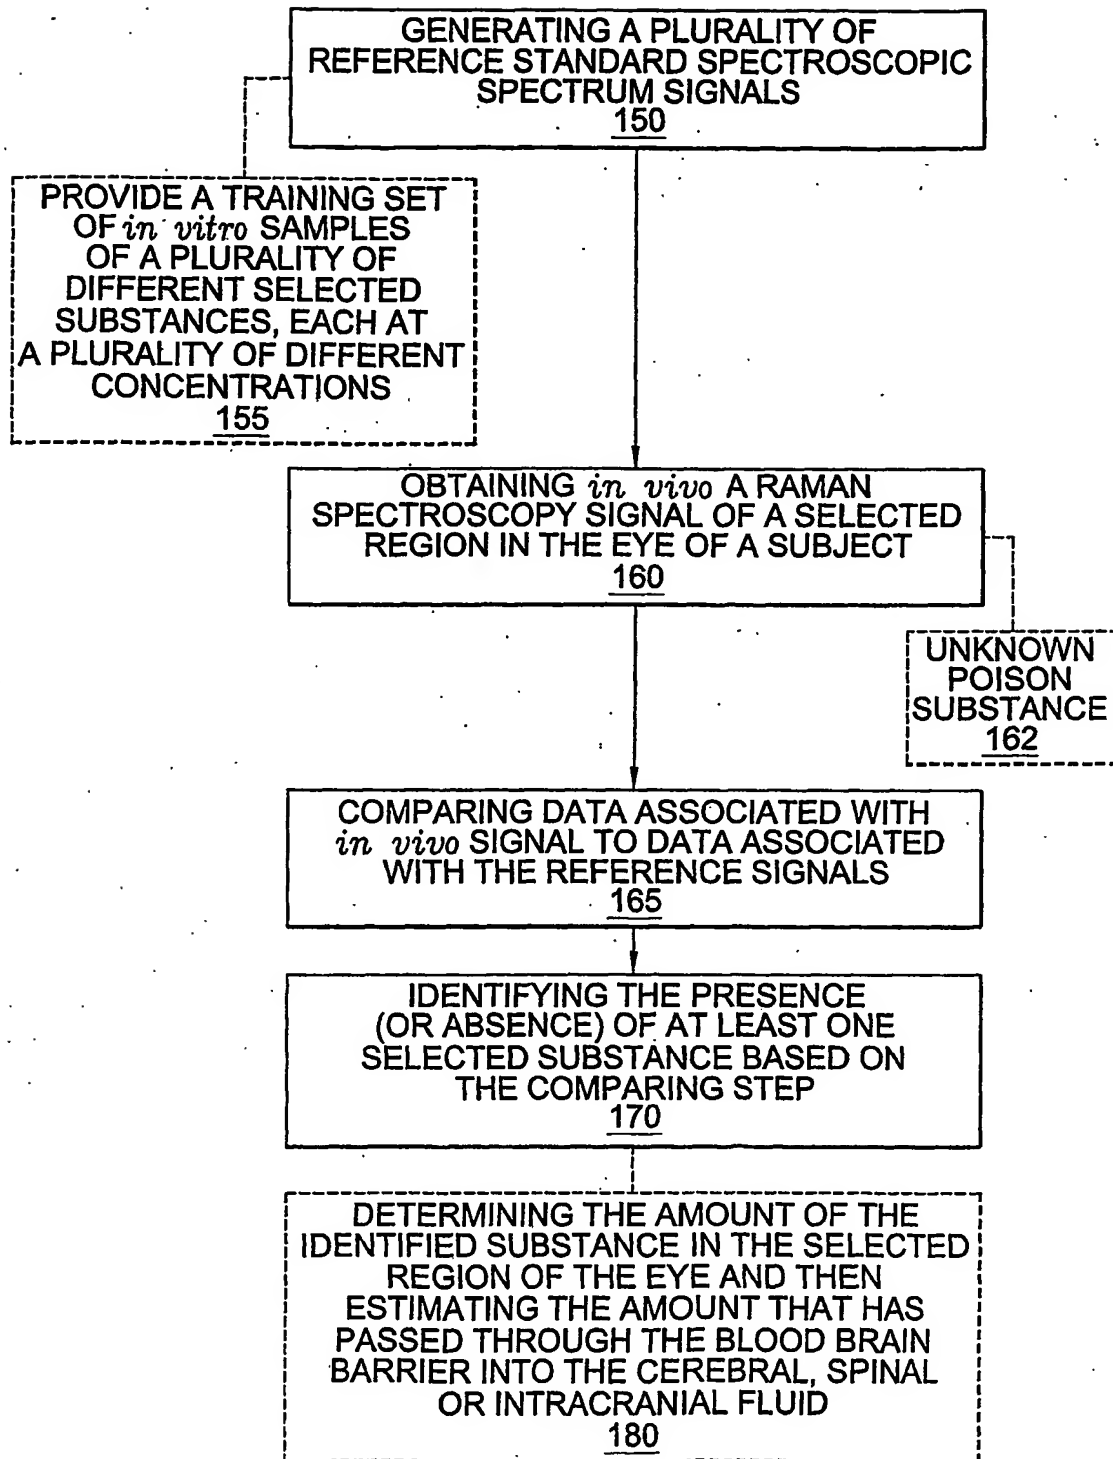 GENERATING A PLURALITY OF
REFERENCE STANDARD SPECTROSCOPIC
SPECTRUM SIGNALS
150
PROVIDE A TRAINING SET
OF in vitro SAMPLES
OF A PLURALITY OF
DIFFERENT SELECTED
SUBSTANCES, EACH AT
A PLURALITY OF DIFFERENT
CONCENTRATIONS
155
OBTAINING in vivo A RAMAN
SPECTROSCOPY SIGNAL OF A SELECTED
REGION IN THE EYE OF A SUBJECT
160
UNKNOWN
POISON
SUBSTANCE
162
COMPARING DATA ASSOCIATED WITH
in vivo SIGNAL TO DATA ASSOCIATED
WITH THE REFERENCE SIGNALS
165
IDENTIFYING THE PRESENCE
(OR ABSENCE) OF AT LEAST ONE
SELECTED SUBSTANCE BASED ON
THE COMPARING STEP
170
DETERMINING THE AMOUNT OF THE
IDENTIFIED SUBSTANCE IN THE SELECTED
REGION OF THE EYE AND THEN
ESTIMATING THE AMOUNT THAT HAS
PASSED THROUGH THE BLOOD BRAIN
BARRIER INTO THE CEREBRAL, SPINAL
OR INTRACRANIAL FLUID
180